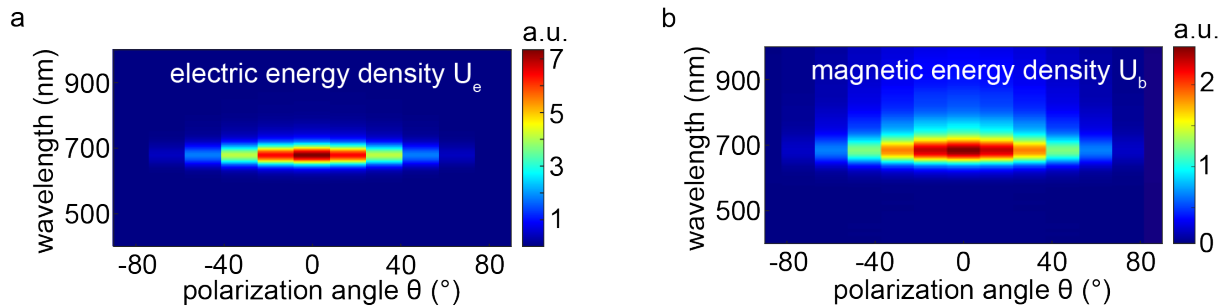 a
b
a.u.
a.u.
electric energy density Uₑ
magnetic energy density U_b
wavelength (nm)
900
700
500
-80
-40
0
40
80
polarization angle θ (°)
7
5
3
1
wavelength (nm)
900
700
500
-80
-40
0
40
80
polarization angle θ (°)
2
1
0